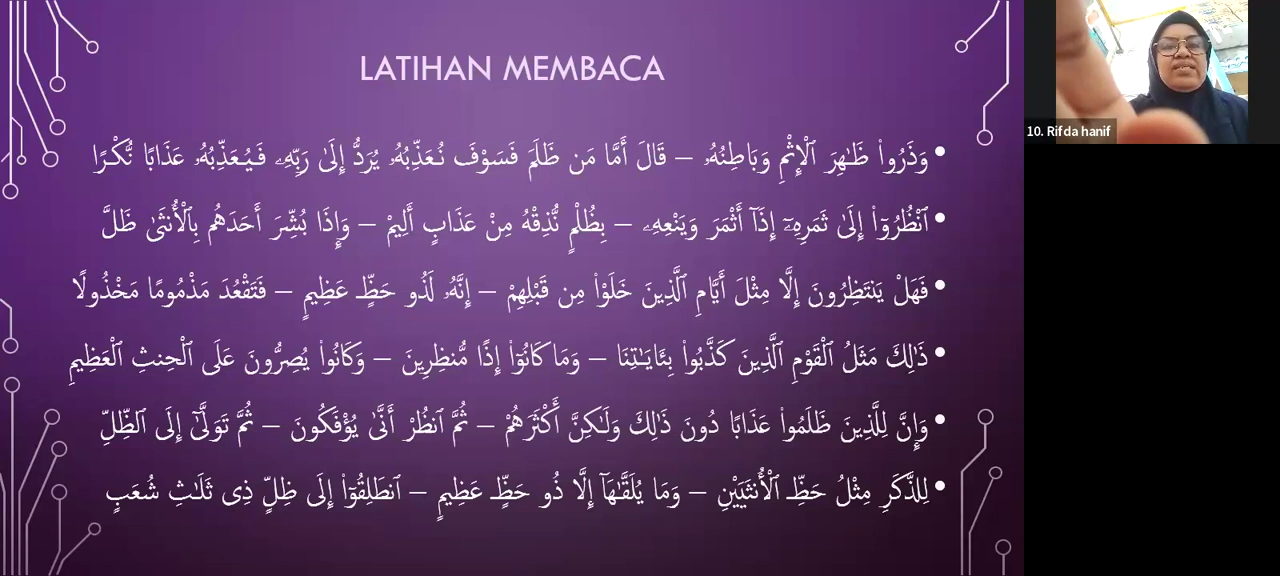 LATIHAN MEMBACA
وَذَرُوا۟ ظَـٰهِرَ ٱلْإِثْمِ وَبَاطِنَهُۥ – قَالَ أَمَّا مَن ظَلَمَ فَسَوْفَ نُعَذِّبُهُۥ يُرَدُّ إِلَىٰ رَبِّهِۦ فَيُعَذِّبُهُۥ عَذَابًا نُّكْرًا
ٱنْظُرُوٓا۟ إِلَىٰ ثَمَرِهِۦٓ إِذَآ أَثْمَرَ وَيَنْعِهِۦ – بِظُلْمٍ نُّذِقْهُ مِنْ عَذَابٍ أَلِيمْ – وَإِذَا بُشِّرَ أَحَدَهُم بِٱلْأُنثَىٰ ظَلَّ
فَهَلْ يَنتَظِرُونَ إِلَّا مِثْلَ أَيَّامِ ٱلَّذِينَ خَلَوْا۟ مِن قَبْلِهِمْ – إِنَّهُۥ لَذُو حَظٍّ عَظِيمٍ – فَتَقْعُدَ مَذْمُومًا مَخْذُولًا
ذَٰلِكَ مَثَلُ ٱلْقَوْمِ ٱلَّذِينَ كَذَّبُوا۟ بِـَٔايَـٰتِنَا – وَمَا كَانُوٓا۟ إِذًا مُّنظِرِينَ – وَكَانُوا۟ يُصِرُّونَ عَلَى ٱلْحِنثِ ٱلْعَظِيمِ
وَإِنَّ لِلَّذِينَ ظَلَمُوا۟ عَذَابًا دُونَ ذَٰلِكَ وَلَـٰكِنَّ أَكْثَرَهُمْ – ثُمَّ ٱنظُرْ أَنَّىٰ يُؤْفَكُونَ – ثُمَّ تَوَلَّىٰٓ إِلَى ٱلظِّلِّ
لِلذَّكَرِ مِثْلُ حَظِّ ٱلْأُنثَيَيْنِ – وَمَا يُلَقَّىٰهَآ إِلَّا ذُو حَظٍّ عَظِيمٍ – ٱنطَلِقُوٓا۟ إِلَى ظِلٍّ ذِى ثَلَـٰثِ شُعَبٍ
10. Rifda hanif